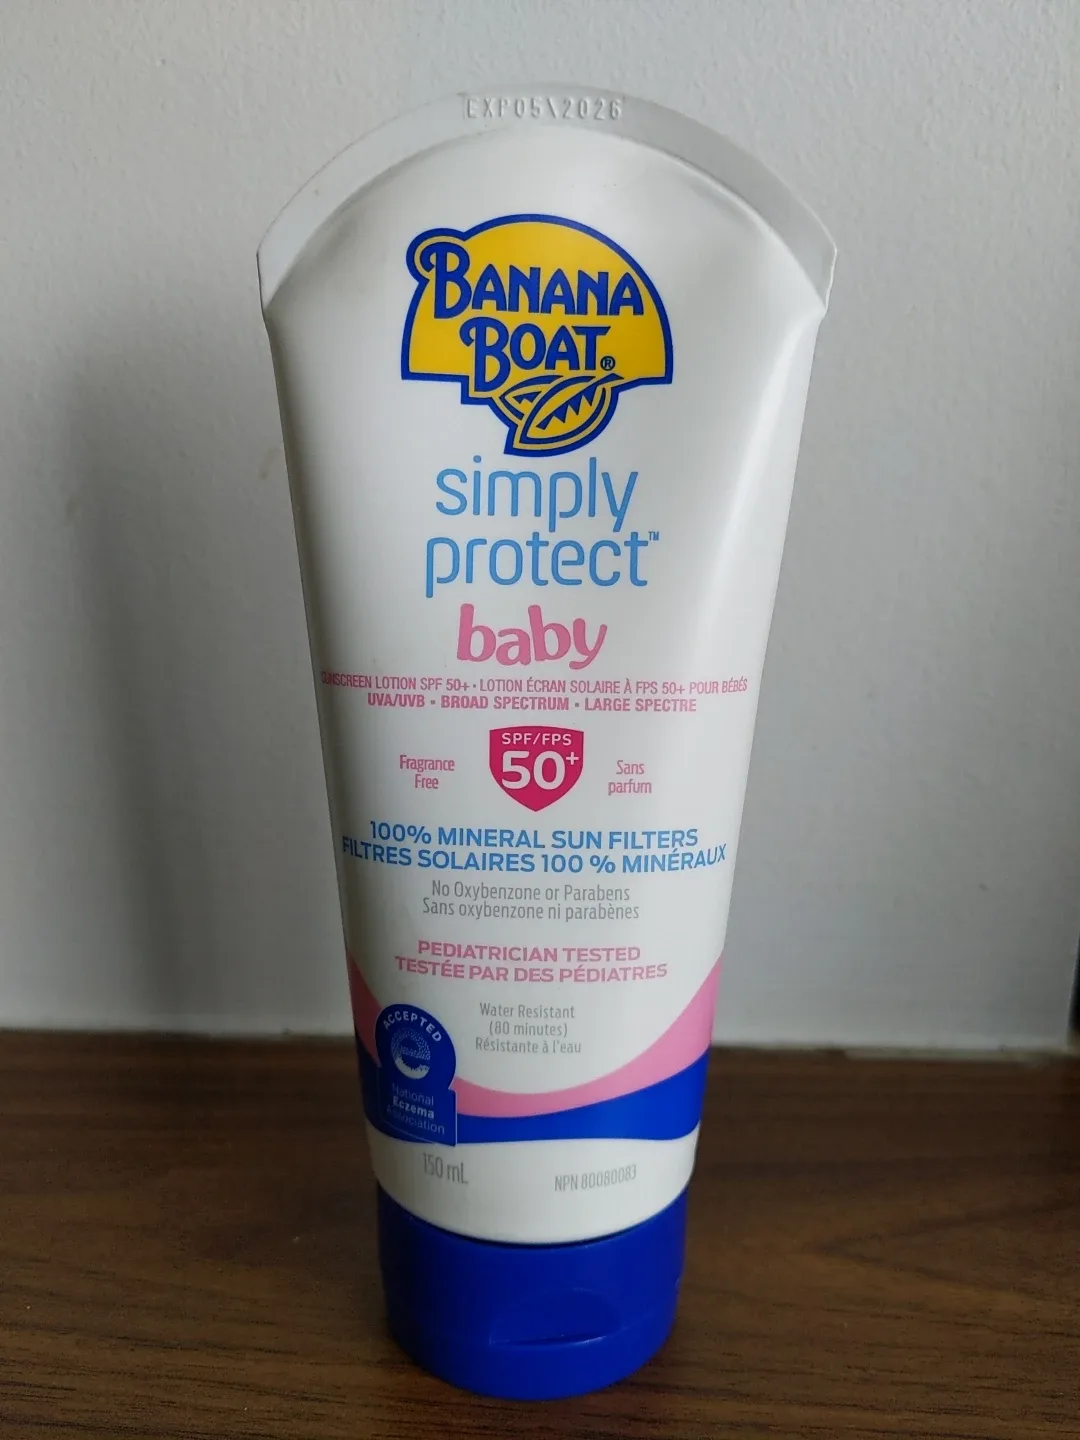 EXP05\2026
BANANA
BOAT®
simply
protect™
baby
SUNSCREEN LOTION SPF 50+ • LOTION ÉCRAN SOLAIRE À FPS 50+ POUR BÉBÉS
UVA/UVB • BROAD SPECTRUM • LARGE SPECTRE
SPF/FPS
50+
Fragrance
Free
Sans
parfum
100% MINERAL SUN FILTERS
FILTRES SOLAIRES 100 % MINÉRAUX
No Oxybenzone or Parabens
Sans oxybenzone ni parabènes
PEDIATRICIAN TESTED
TESTÉE PAR DES PÉDIATRES
Water Resistant
(80 minutes)
Résistante à l'eau
ACCEPTED
National
Eczema
Association
150 mL
NPN 80080083